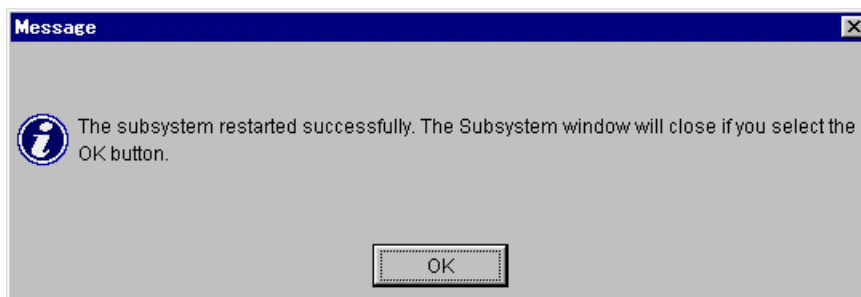 Message
The subsystem restarted successfully. The Subsystem window will close if you select the
OK button.
OK